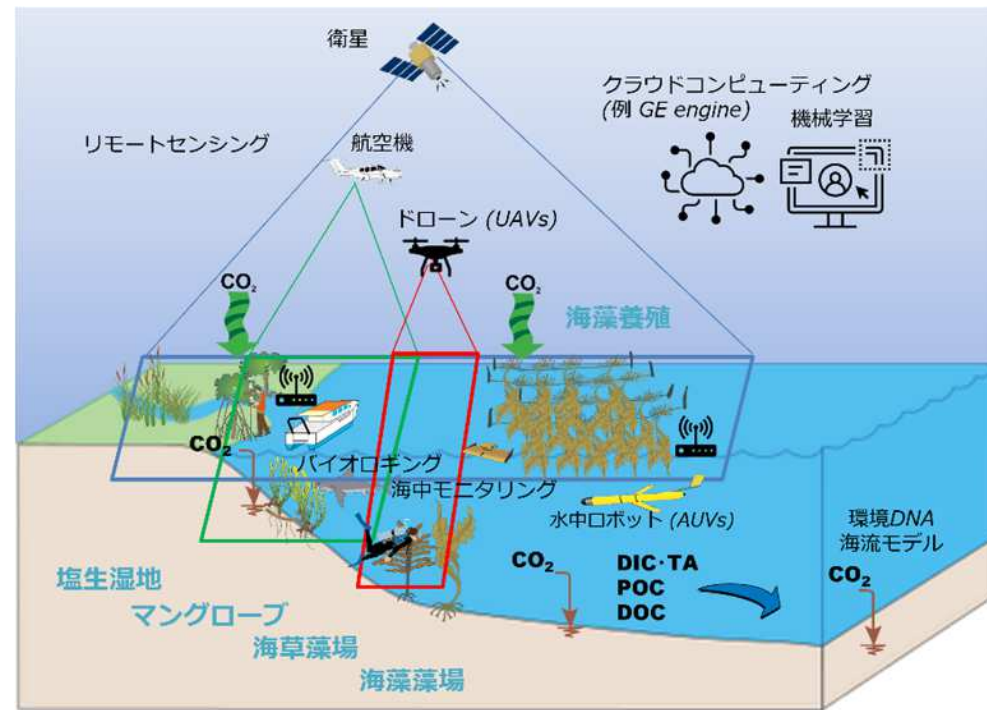 衛星
クラウドコンピューティング
(例 GE engine)
機械学習
リモートセンシング
航空機
ドローン (UAVs)
CO₂
CO₂
海藻養殖
CO₂
バイオロギング
海中モニタリング
水中ロボット (AUVs)
環境DNA
海流モデル
CO₂
DIC·TA
POC
DOC
CO₂
塩生湿地
マングローブ
海草藻場
海藻藻場